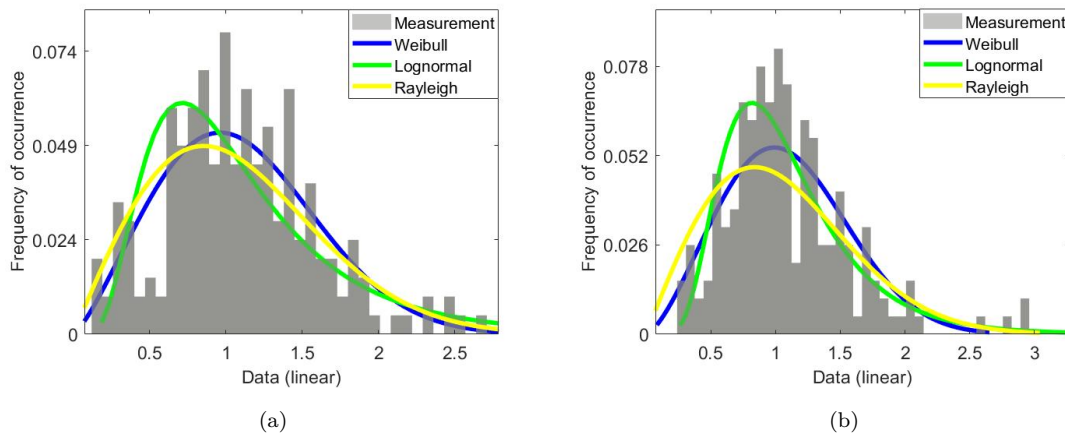 Measurement
Weibull
Lognormal
Rayleigh
0.074
0.049
0.024
0
Frequency of occurrence
0.5
1
1.5
2
2.5
Data (linear)
(a)
Measurement
Weibull
Lognormal
Rayleigh
0.078
0.052
0.026
0
Frequency of occurrence
0.5
1
1.5
2
2.5
3
Data (linear)
(b)